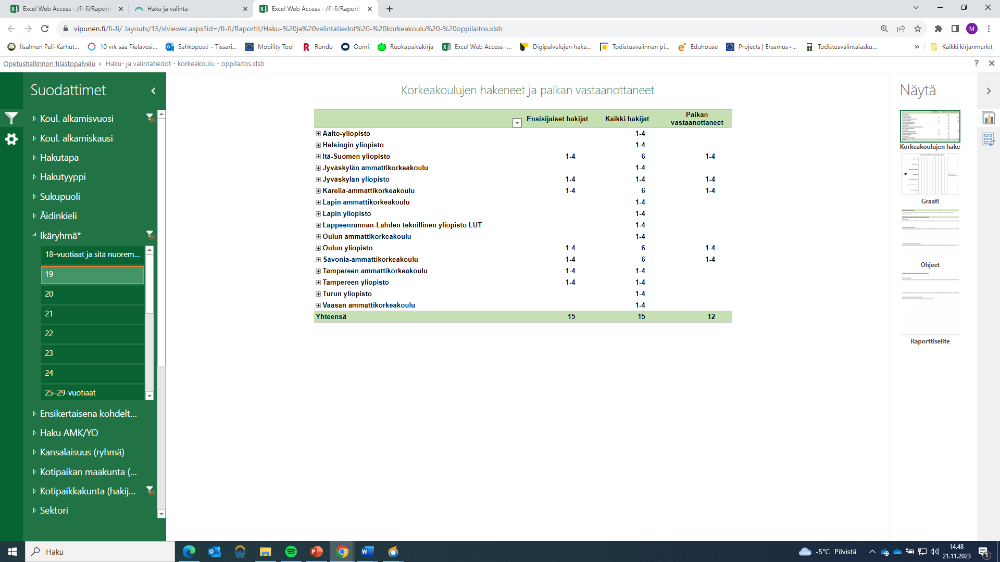 Excel Web Access - /fi-fi/Raporti
Haku ja valinta
Excel Web Access - /fi-fi/Raporti
vipunen.fi/fi-fi/_layouts/15/xlviewer.aspx?id=/fi-fi/Raportit/Haku-%20ja%20valintatiedot%20-%20korkeakoulu%20-%20oppilaitos.xlsb
M
Iisalmen Peli-Karhut...
10 vrk sää Pielavesi...
Sähköposti – Tissari...
Mobility Tool
Rondo
Oomi
Ruokapäiväkirja
Excel Web Access -...
Digipalvelujen hake...
Todistusvalinnan pi...
Eduhouse
Projects | Erasmus+...
Todistusvalintalasku...
»
Kaikki kirjanmerkit
Opetushallinnon tilastopalvelu
Haku- ja valintatiedot - korkeakoulu - oppilaitos.xlsb
?
Suodattimet
Koul. alkamisvuosi
Koul. alkamiskausi
Hakutapa
Hakutyyppi
Sukupuoli
Äidinkieli
Ikäryhmä*
18–vuotiaat ja sitä nuorem...
19
20
21
22
23
24
25–29-vuotiaat
Ensikertaisena kohdelt...
Haku AMK/YO
Kansalaisuus (ryhmä)
Kotipaikan maakunta (...
Kotipaikkakunta (hakij...
Sektori
Korkeakoulujen hakeneet ja paikan vastaanottaneet
Ensisijaiset hakijat Kaikki hakijat Paikan vastaanottaneet
Aalto-yliopisto 1-4
Helsingin yliopisto 1-4
Itä-Suomen yliopisto 1-4 6 1-4
Jyväskylän ammattikorkeakoulu 1-4
Jyväskylän yliopisto 1-4 1-4 1-4
Karelia-ammattikorkeakoulu 1-4 6 1-4
Lapin ammattikorkeakoulu 1-4
Lapin yliopisto 1-4
Lappeenrannan-Lahden teknillinen yliopisto LUT 1-4
Oulun ammattikorkeakoulu 1-4
Oulun yliopisto 1-4 6 1-4
Savonia-ammattikorkeakoulu 1-4 6 1-4
Tampereen ammattikorkeakoulu 1-4 1-4
Tampereen yliopisto 1-4 1-4
Turun yliopisto 1-4
Vaasan ammattikorkeakoulu 1-4
Yhteensä 15 15 12
Näytä
Korkeakoulujen hake
Graafi
Ohjeet
Raporttiselite
Haku
-5°C Pilvistä
14.48
21.11.2023
1